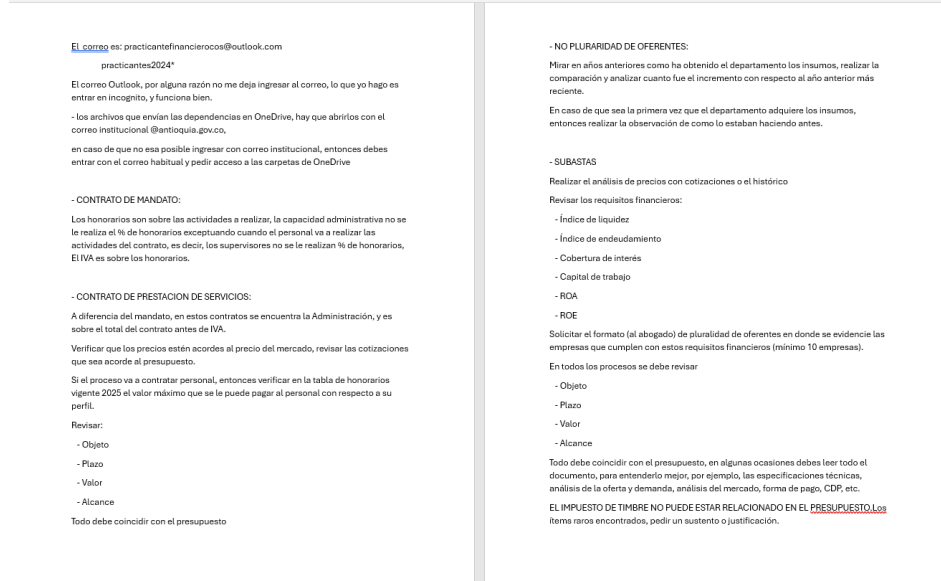 El correo es: practicantefinancierocos@outlook.com
practicantes2024*
El correo Outlook, por alguna razón no me deja ingresar al correo, lo que yo hago es
entrar en incognito, y funciona bien.
- los archivos que envían las dependencias en OneDrive, hay que abrirlos con el
correo institucional @antioquia.gov.co,
en caso de que no esa posible ingresar con correo institucional, entonces debes
entrar con el correo habitual y pedir acceso a las carpetas de OneDrive
- CONTRATO DE MANDATO:
Los honorarios son sobre las actividades a realizar, la capacidad administrativa no se
le realiza el % de honorarios exceptuando cuando el personal va a realizar las
actividades del contrato, es decir, los supervisores no se le realizan % de honorarios,
El IVA es sobre los honorarios.
- CONTRATO DE PRESTACION DE SERVICIOS:
A diferencia del mandato, en estos contratos se encuentra la Administración, y es
sobre el total del contrato antes de IVA.
Verificar que los precios estén acordes al precio del mercado, revisar las cotizaciones
que sea acorde al presupuesto.
Si el proceso va a contratar personal, entonces verificar en la tabla de honorarios
vigente 2025 el valor máximo que se le puede pagar al personal con respecto a su
perfil.
Revisar:
- Objeto
- Plazo
- Valor
- Alcance
Todo debe coincidir con el presupuesto
- NO PLURARIDAD DE OFERENTES:
Mirar en años anteriores como ha obtenido el departamento los insumos, realizar la
comparación y analizar cuanto fue el incremento con respecto al año anterior más
reciente.
En caso de que sea la primera vez que el departamento adquiere los insumos,
entonces realizar la observación de como lo estaban haciendo antes.
- SUBASTAS
Realizar el análisis de precios con cotizaciones o el histórico
Revisar los requisitos financieros:
- Índice de liquidez
- Índice de endeudamiento
- Cobertura de interés
- Capital de trabajo
- ROA
- ROE
Solicitar el formato (al abogado) de pluralidad de oferentes en donde se evidencie las
empresas que cumplen con estos requisitos financieros (mínimo 10 empresas).
En todos los procesos se debe revisar
- Objeto
- Plazo
- Valor
- Alcance
Todo debe coincidir con el presupuesto, en algunas ocasiones debes leer todo el
documento, para entenderlo mejor, por ejemplo, las especificaciones técnicas,
análisis de la oferta y demanda, análisis del mercado, forma de pago, CDP, etc.
EL IMPUESTO DE TIMBRE NO PUEDE ESTAR RELACIONADO EN EL PRESUPUESTO.Los
ítems raros encontrados, pedir un sustento o justificación.